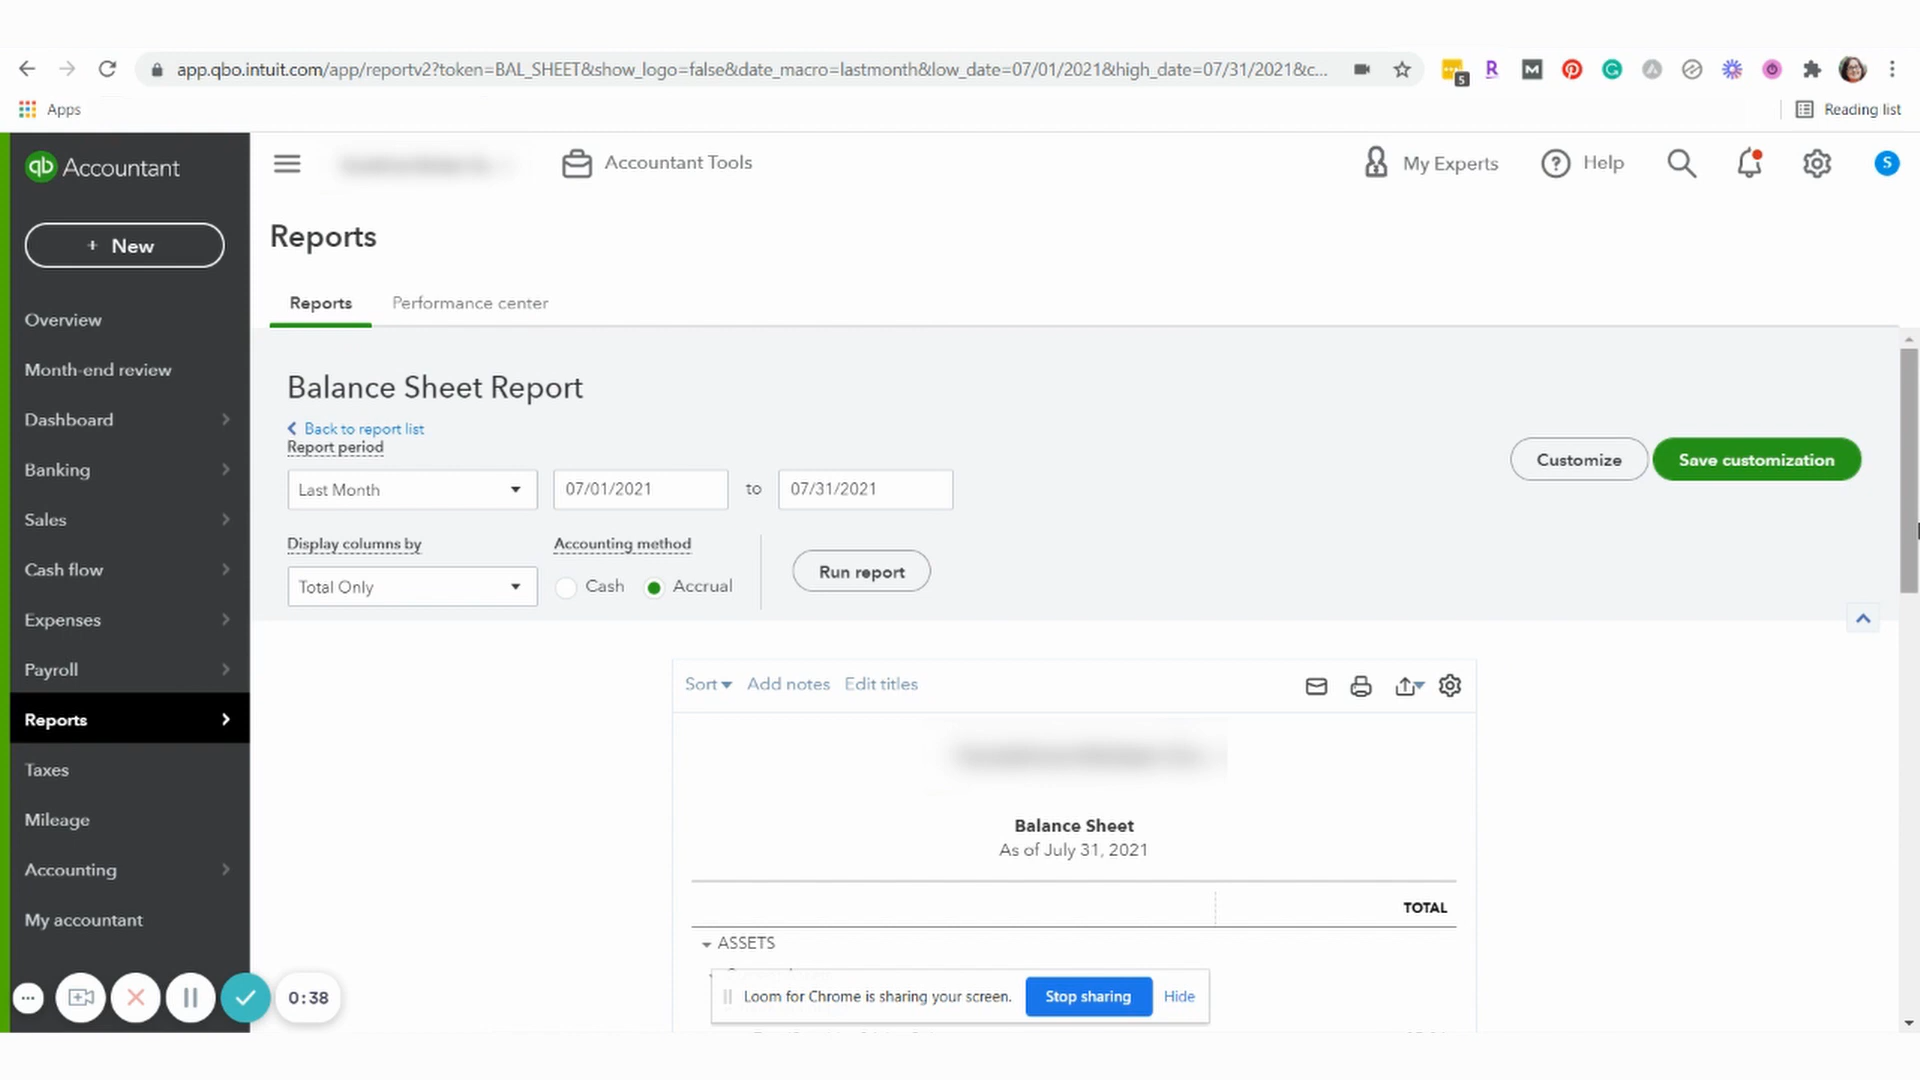 app.qbo.intuit.com/app/reportv2?token=BAL_SHEET&show_logo=false&date_macro=lastmonth&low_date=07/01/2021&high_date=07/31/2021&c...
5
R
M
Apps
Reading list
qb Accountant
Accountant Tools
My Experts
Help
S
+ New
Reports
Reports
Performance center
Overview
Month-end review
Dashboard
Banking
Sales
Cash flow
Expenses
Payroll
Reports
Taxes
Mileage
Accounting
My accountant
Balance Sheet Report
Back to report list
Report period
Last Month
07/01/2021
to
07/31/2021
Customize
Save customization
Display columns by
Accounting method
Total Only
Cash
Accrual
Run report
Sort
Add notes
Edit titles
Balance Sheet
As of July 31, 2021
TOTAL
ASSETS
Loom for Chrome is sharing your screen.
Stop sharing
Hide
0:38